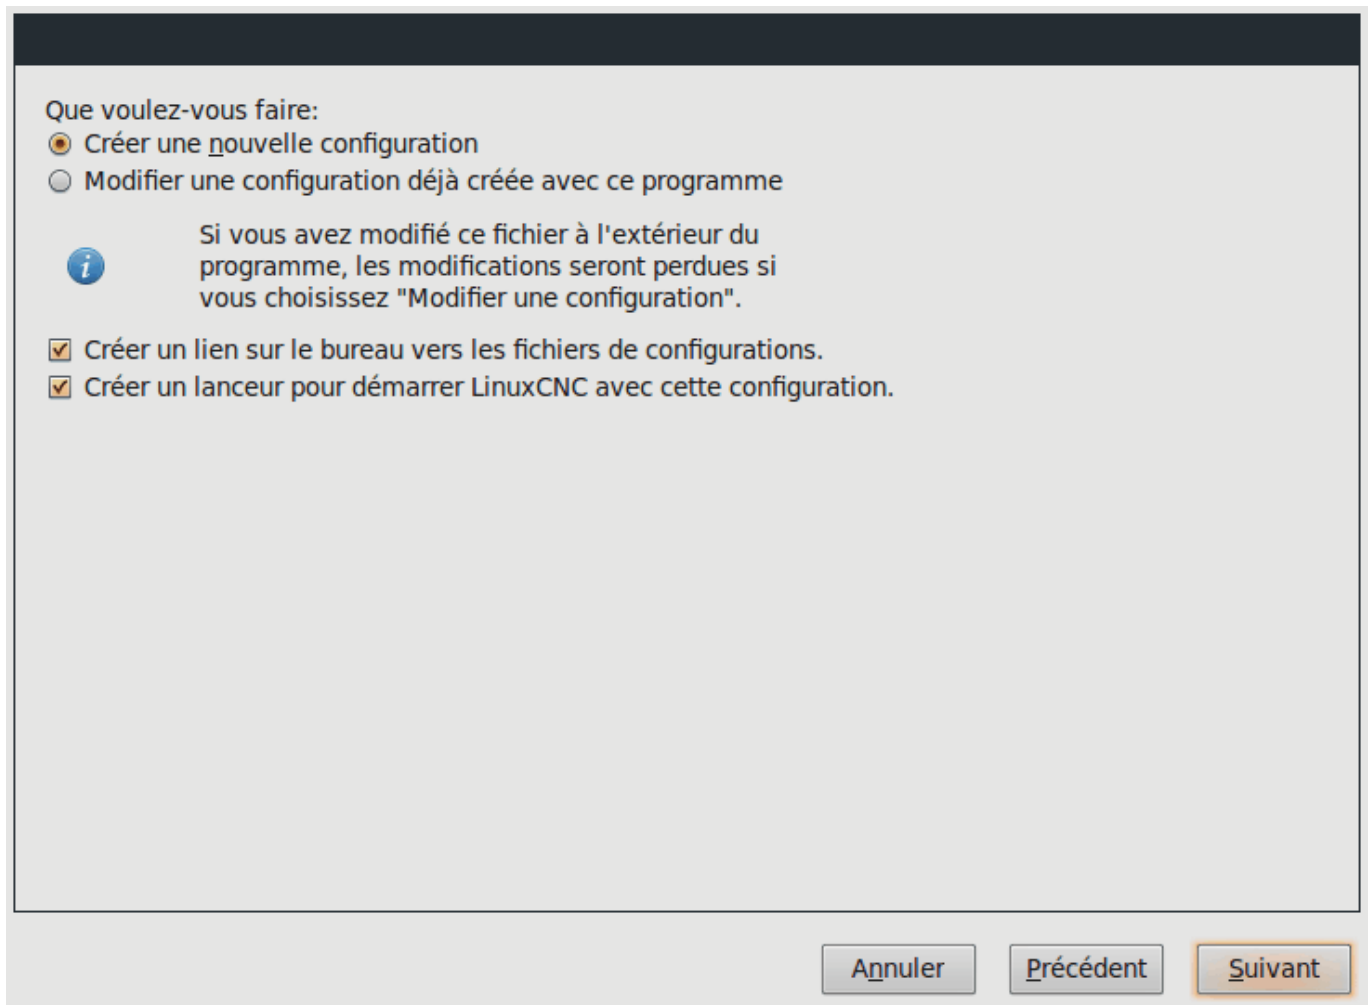 Que voulez-vous faire:
Créer une nouvelle configuration
Modifier une configuration déjà créée avec ce programme
Si vous avez modifié ce fichier à l'extérieur du
programme, les modifications seront perdues si
vous choisissez "Modifier une configuration".
Créer un lien sur le bureau vers les fichiers de configurations.
Créer un lanceur pour démarrer LinuxCNC avec cette configuration.
Annuler Précédent Suivant